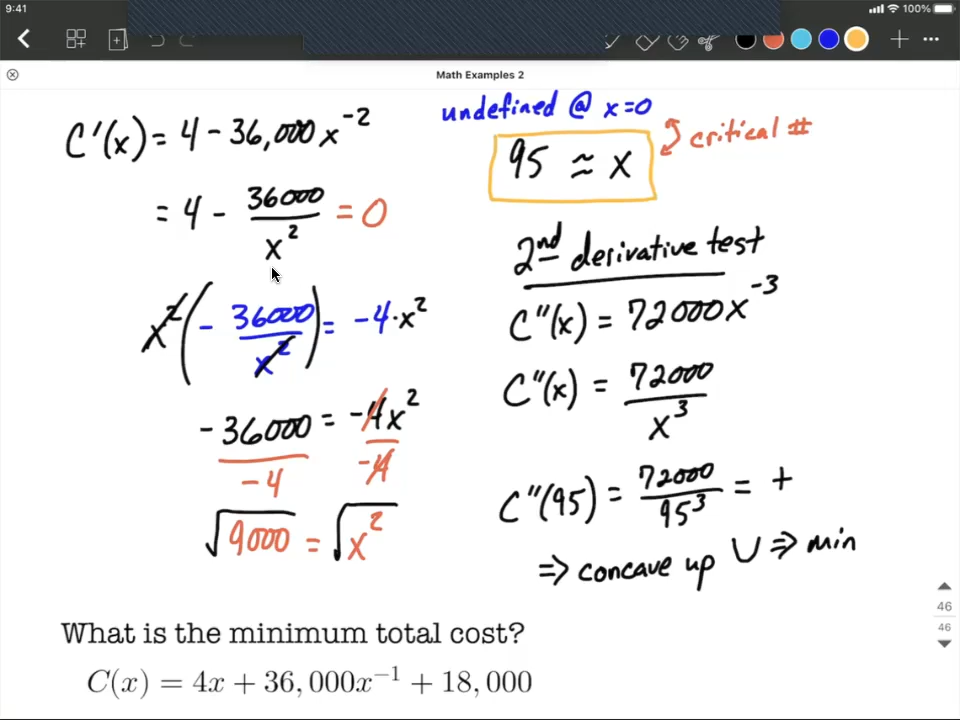 9:41
100%
Math Examples 2
C'(x) = 4 - 36,000x^-2
= 4 - 36000/x^2 = 0
x^2(- 36000/x^2) = -4·x^2
-36000/-4 = -4x^2/-4
√9000 = √x^2
undefined @ x=0
95 ≈ x
critical #
2nd derivative test
C''(x) = 72000x^-3
C''(x) = 72000/x^3
C''(95) = 72000/95^3 = +
⇒ concave up ∪ ⇒ min
What is the minimum total cost?
C(x) = 4x + 36,000x^-1 + 18,000
46
46